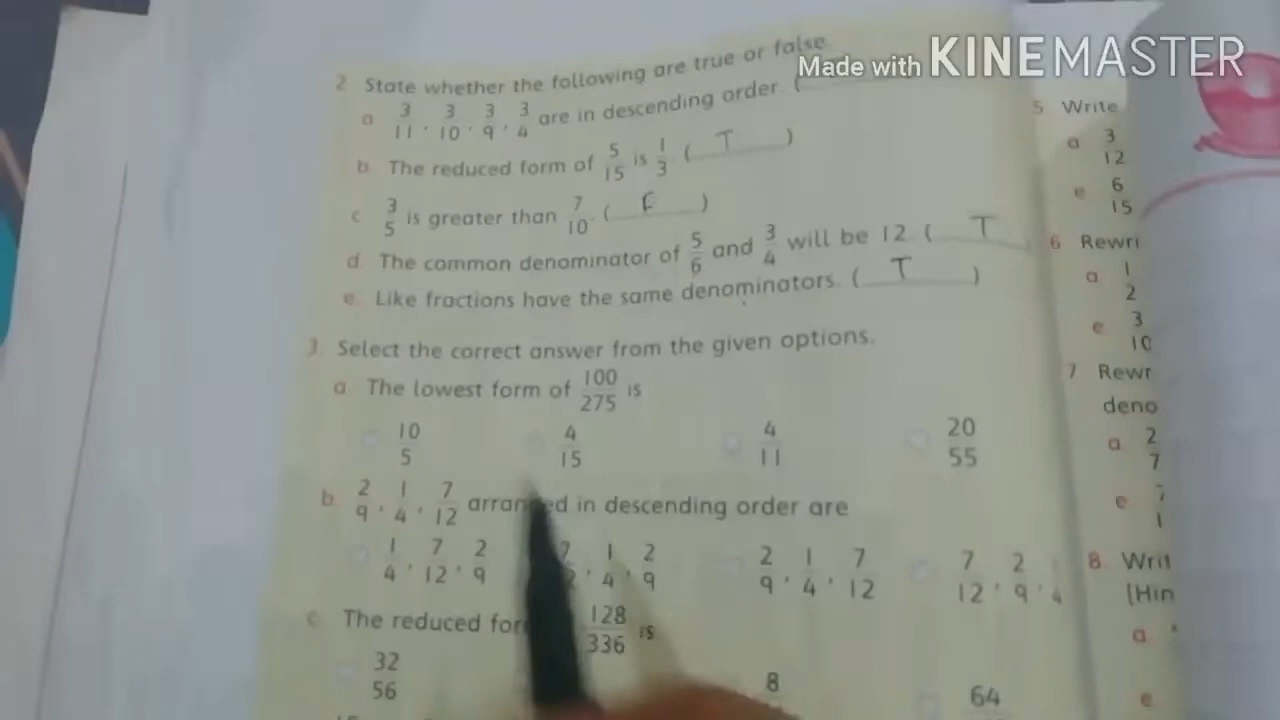 Made with KINEMASTER
2 State whether the following are true or false.
a 3/11, 3/10, 3/9, 3/4 are in descending order. (
b. The reduced form of 5/15 is 1/3 ( T )
c 3/5 is greater than 7/10. ( F )
d. The common denominator of 5/6 and 3/4 will be 12. ( T
e. Like fractions have the same denominators. ( T )
3. Select the correct answer from the given options.
a. The lowest form of 100/275 is
10/5 4/15 4/11 20/55
b. 2/9, 1/4, 7/12 arranged in descending order are
1/4, 7/12, 2/9 1/4, 2/9 2/9, 1/4, 7/12 7/12, 2/9,
c. The reduced 128/336 is
32/56 8 64
5 Write
a 3/12
e 6/15
6
a 1/2
e 3/10
7
a 2/7
e
8.
a.
e